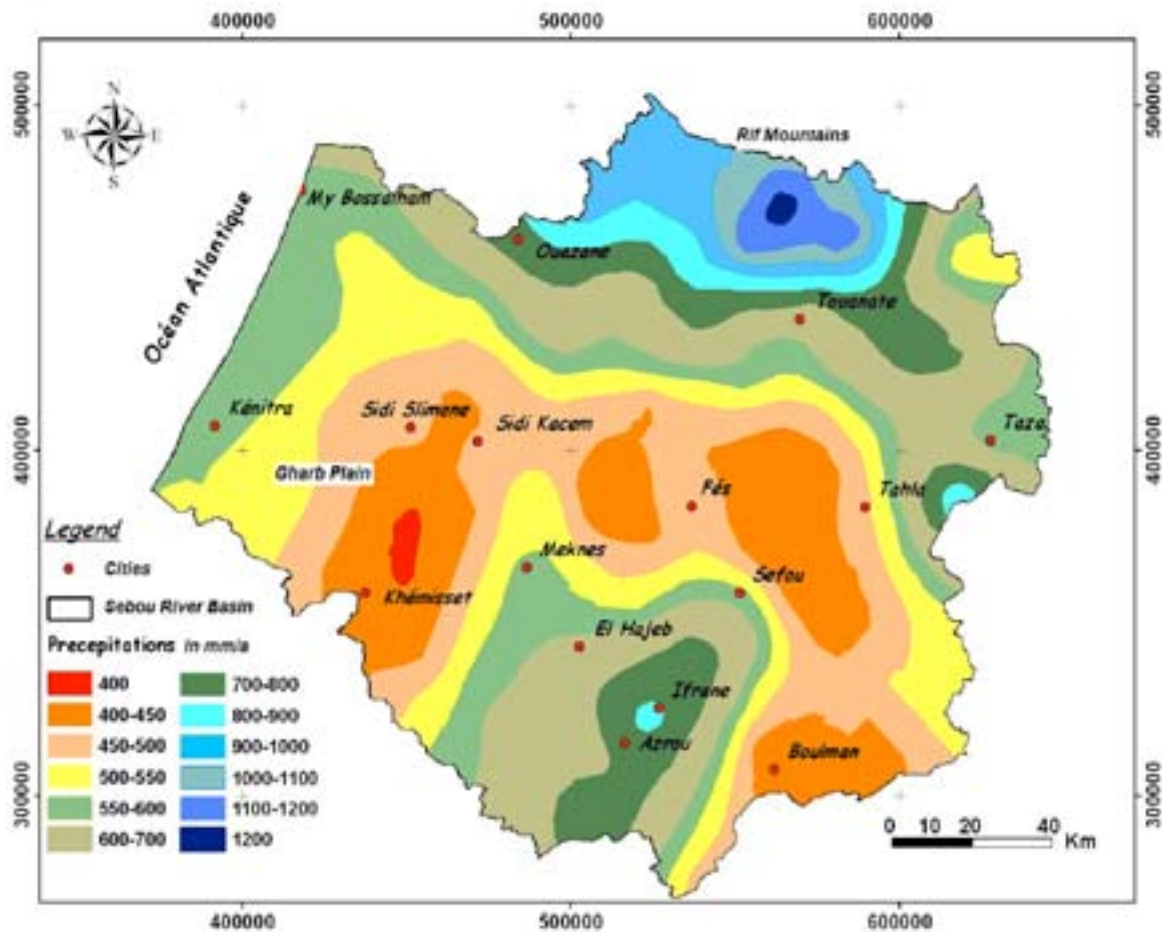 400000 500000 600000
500000 500000
N
W E
S
Rif Mountains
Océan Atlantique
My Bossalham
Ouazane
Taounate
Kénitra
Sidi Slimane
Sidi Kacem
Taza
400000 400000
Gharb Plain
Fés
Tahla
Legend
Cities
Meknes
Sefou
Sebou River Basin
Khémisset
El Hajeb
Precepitations in mm/a
400 700-800
400-450 800-900
450-500 900-1000
500-550 1000-1100
550-600 1100-1200
600-700 1200
Ifrane
Azrou
Boulman
300000 300000
0 10 20 40
Km
400000 500000 600000